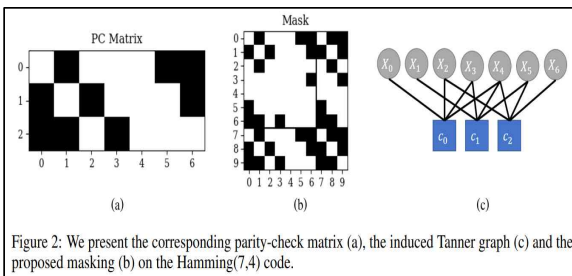 PC Matrix
0
1
2
0 1 2 3 4 5 6
(a)
Mask
0
1
2
3
4
5
6
7
8
9
0 1 2 3 4 5 6 7 8 9
(b)
X0 X1 X2 X3 X4 X5 X6
c0 c1 c2
(c)
Figure 2: We present the corresponding parity-check matrix (a), the induced Tanner graph (c) and the
proposed masking (b) on the Hamming(7,4) code.